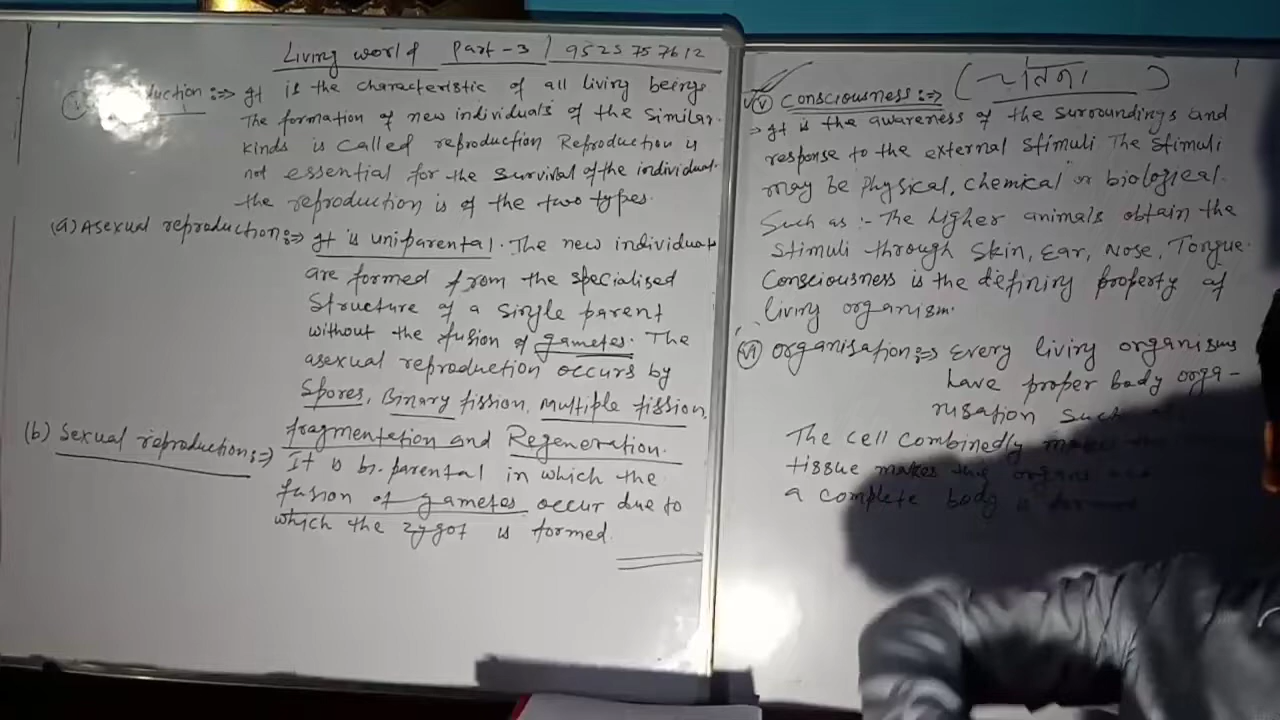 Living world Part-3 / 9525757612
(iv) duction :=> It is the characteristic of all living beings
The formation of new individuals of the similar
kinds is called reproduction Reproduction is
not essential for the survival of the individual.
the reproduction is of the two types.
(a) Asexual reproduction :=> It is uniparental. The new individual
are formed from the specialised
structure of a single parent
without the fusion of gametes. The
asexual reproduction occurs by
Spores, Binary fission, Multiple fission,
fragmentetion and Regeneration.
(b) Sexual reproduction :=> It is bi-parental in which the
fusion of gametes occur due to
which the zygot is formed.
(v) Consciousness :=>
=> It is the awareness of the surroundings and
response to the external stimuli The stimuli
may be Physical, chemical or biological.
Such as :- The higher animals obtain the
stimuli through Skin, Ear, Nose, Tongue.
Consciousness is the defining property of
living organism.
(vi) organisation :=> Every living organisms
have proper body orga-
nisation such
The cell combinedly makes
tissue makes the organs
a complete body is formed